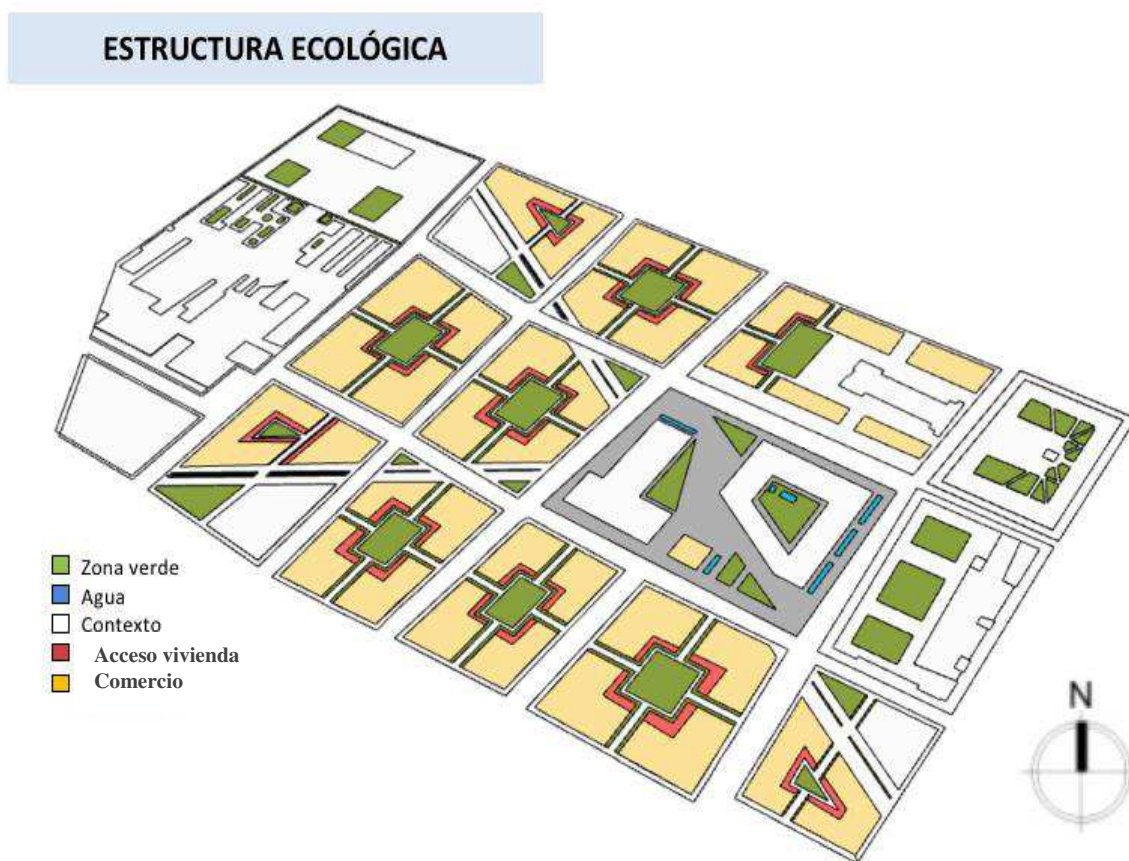 ESTRUCTURA ECOLÓGICA
Zona verde
Agua
Contexto
Acceso vivienda
Comercio
N